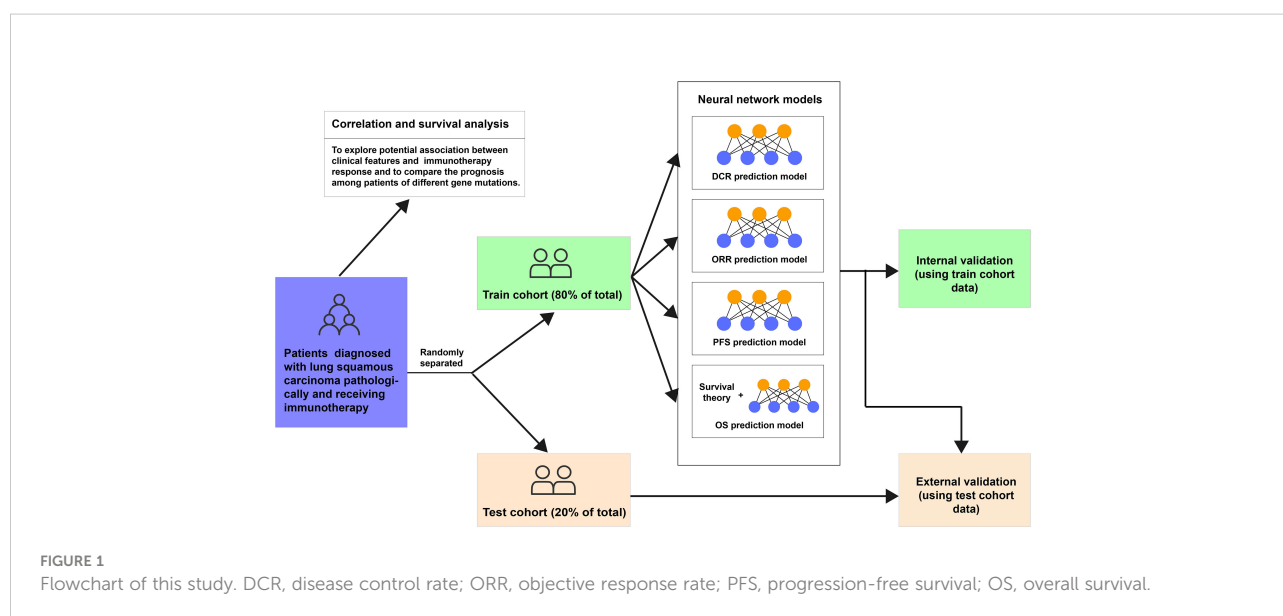 Correlation and survival analysis
To explore potential association between
clinical features and immunotherapy
response and to compare the prognosis
among patients of different gene mutations.
Patients diagnosed
with lung squamous
carcinoma pathologi-
cally and receiving
immunotherapy
Randomly
separated
Train cohort (80% of total)
Test cohort (20% of total)
Neural network models
DCR prediction model
ORR prediction model
PFS prediction model
Survival
theory
+
OS prediction model
Internal validation
(using train cohort
data)
External validation
(using test cohort
data)
FIGURE 1
Flowchart of this study. DCR, disease control rate; ORR, objective response rate; PFS, progression-free survival; OS, overall survival.